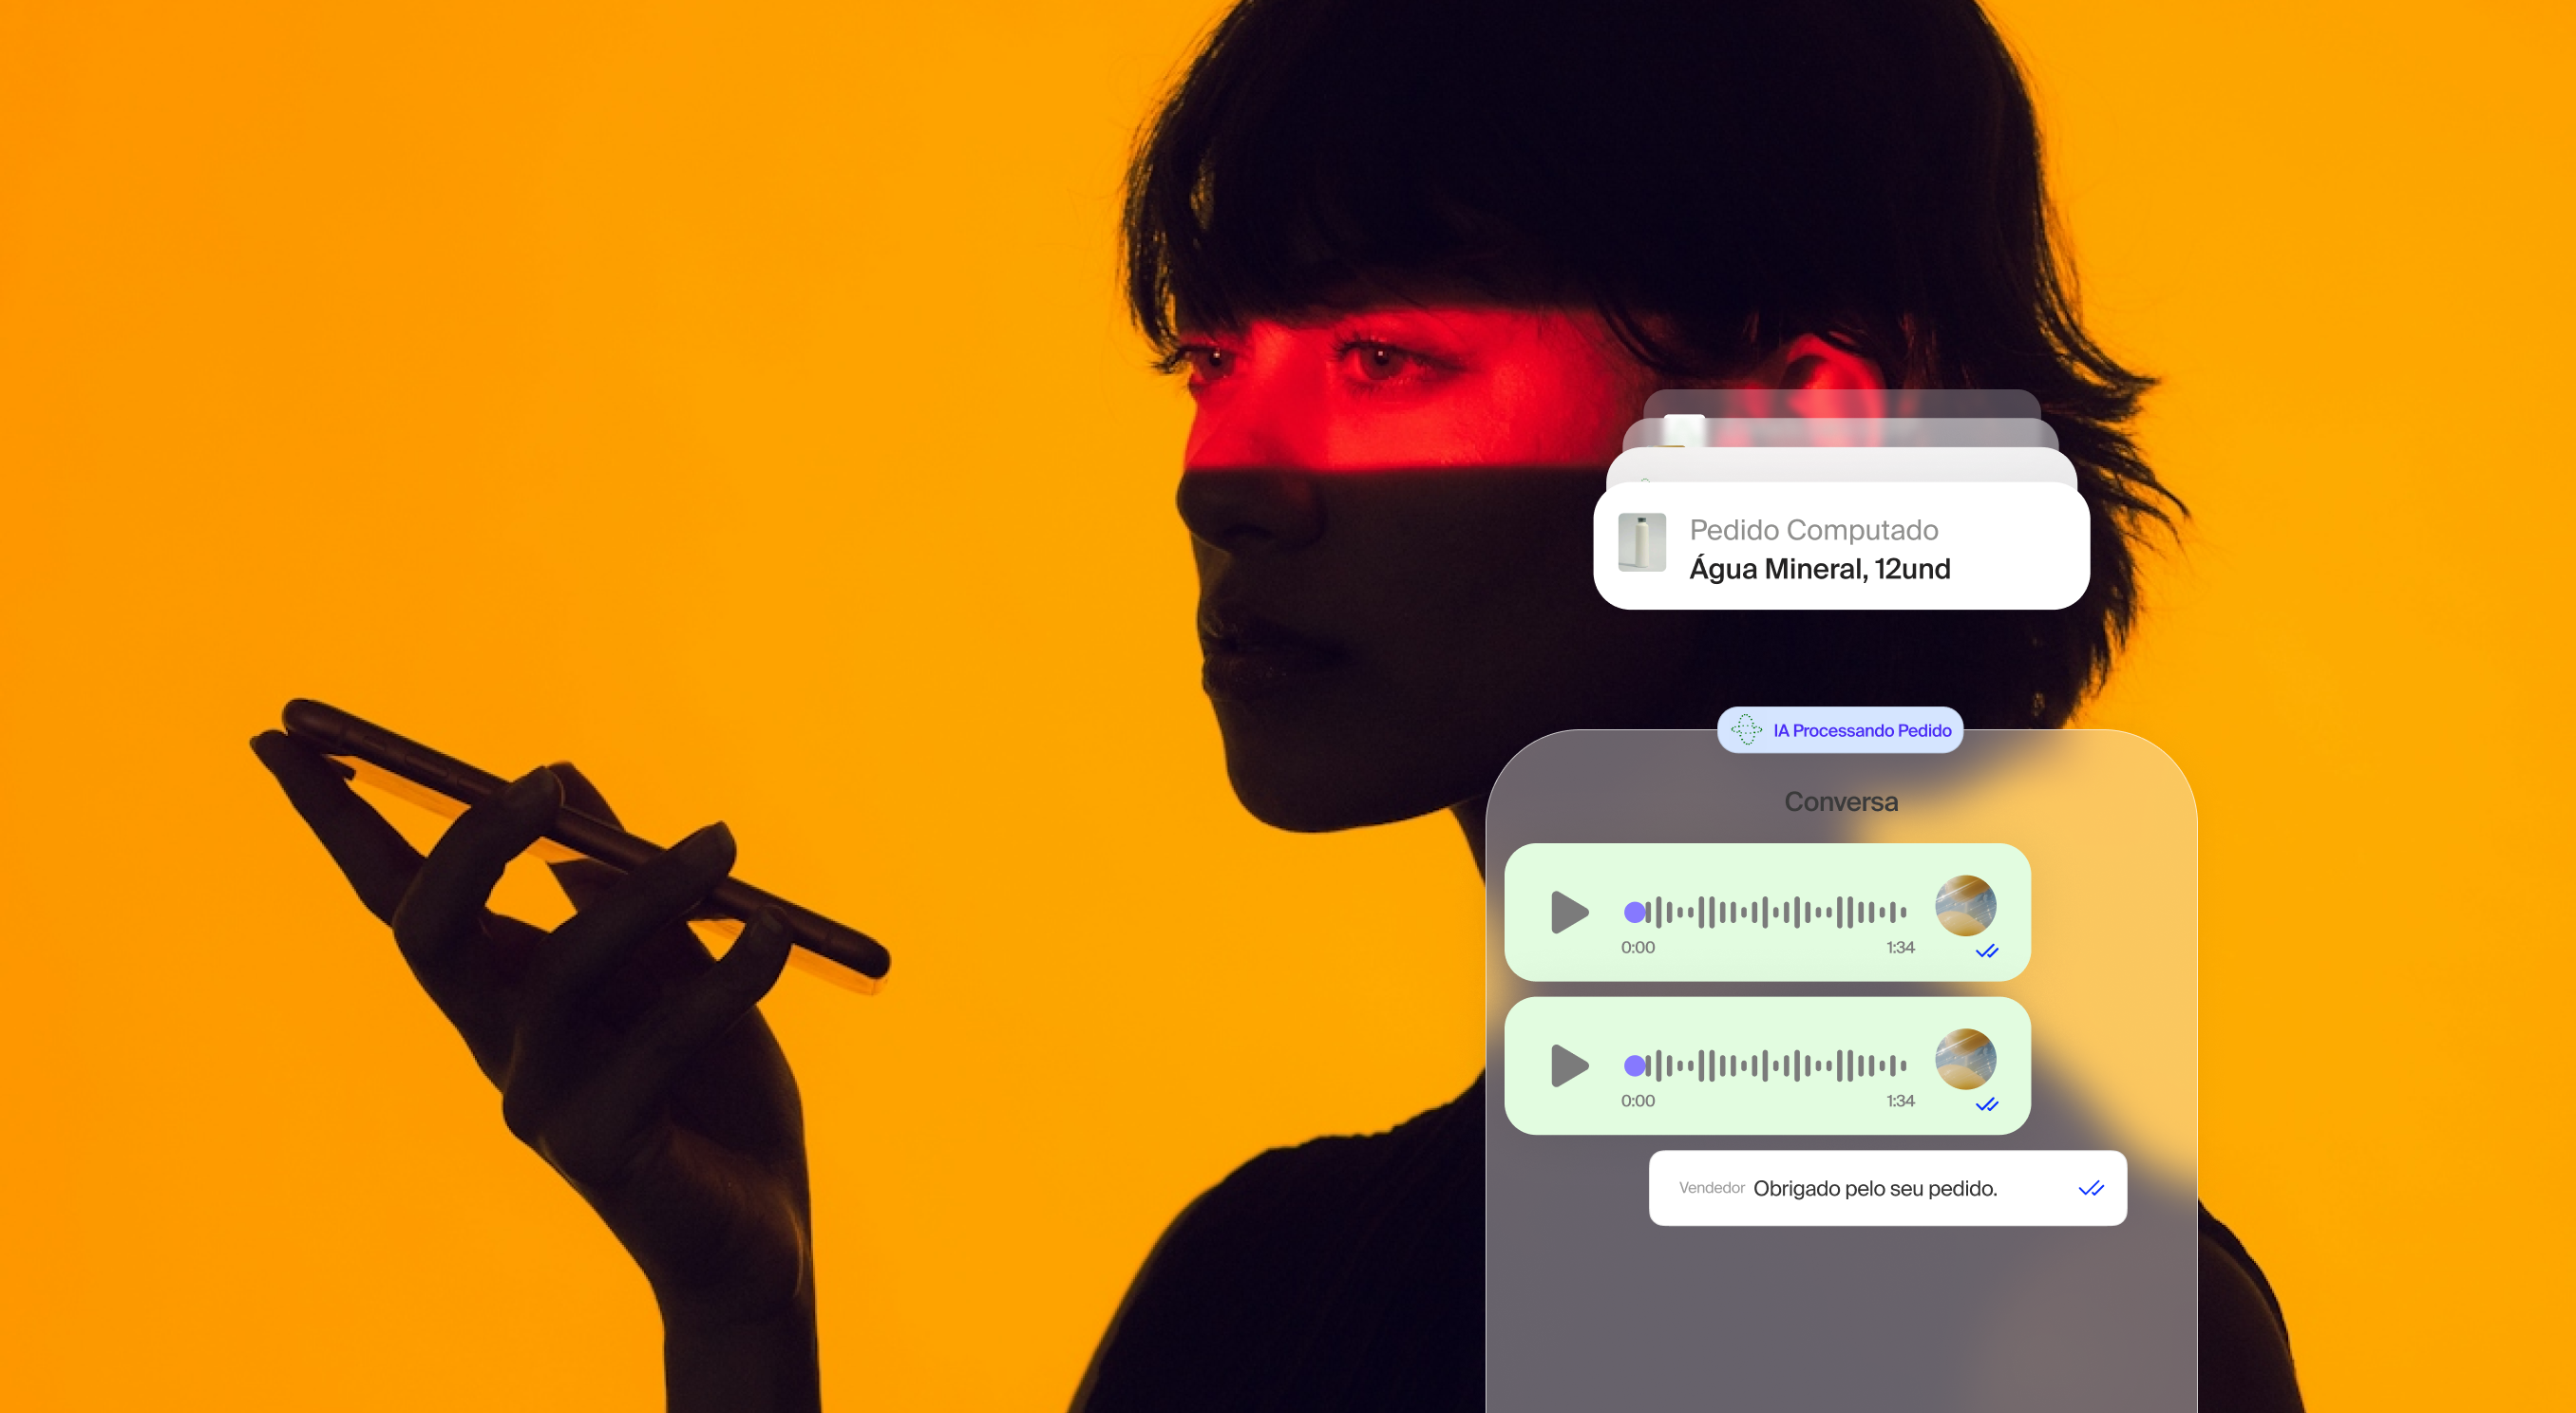 Pedido Computado
Água Mineral, 12und
IA Processando Pedido
Conversa
0:00 1:34
0:00 1:34
Vendedor Obrigado pelo seu pedido.